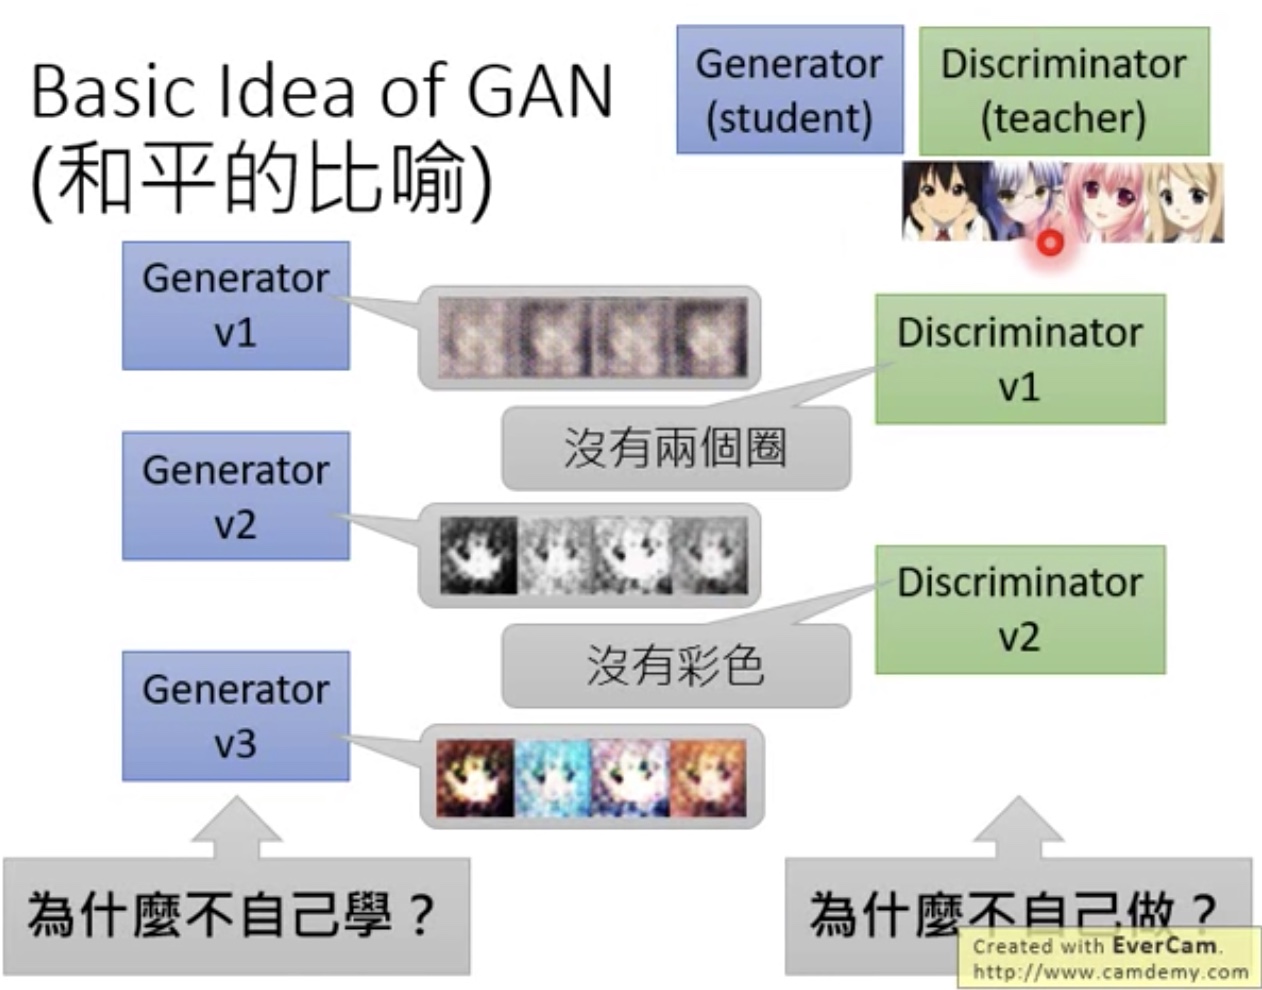 Basic Idea of GAN
(和平的比喻)
Generator
(student)
Discriminator
(teacher)
Generator
v1
Discriminator
v1
沒有兩個圈
Generator
v2
Discriminator
v2
沒有彩色
Generator
v3
為什麼不自己學？
為什麼不自己做？
Created with EverCam.
http://www.camdemy.com